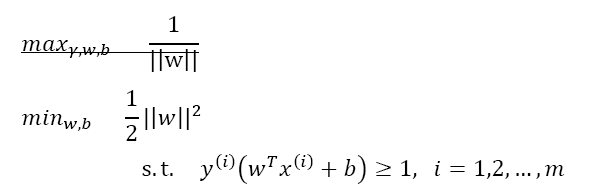 max_{γ,w,b} 1/||w||
min_{w,b} 1/2 ||w||²
s.t. y^{(i)}(w^T x^{(i)} + b) ≥ 1, i = 1,2, … , m